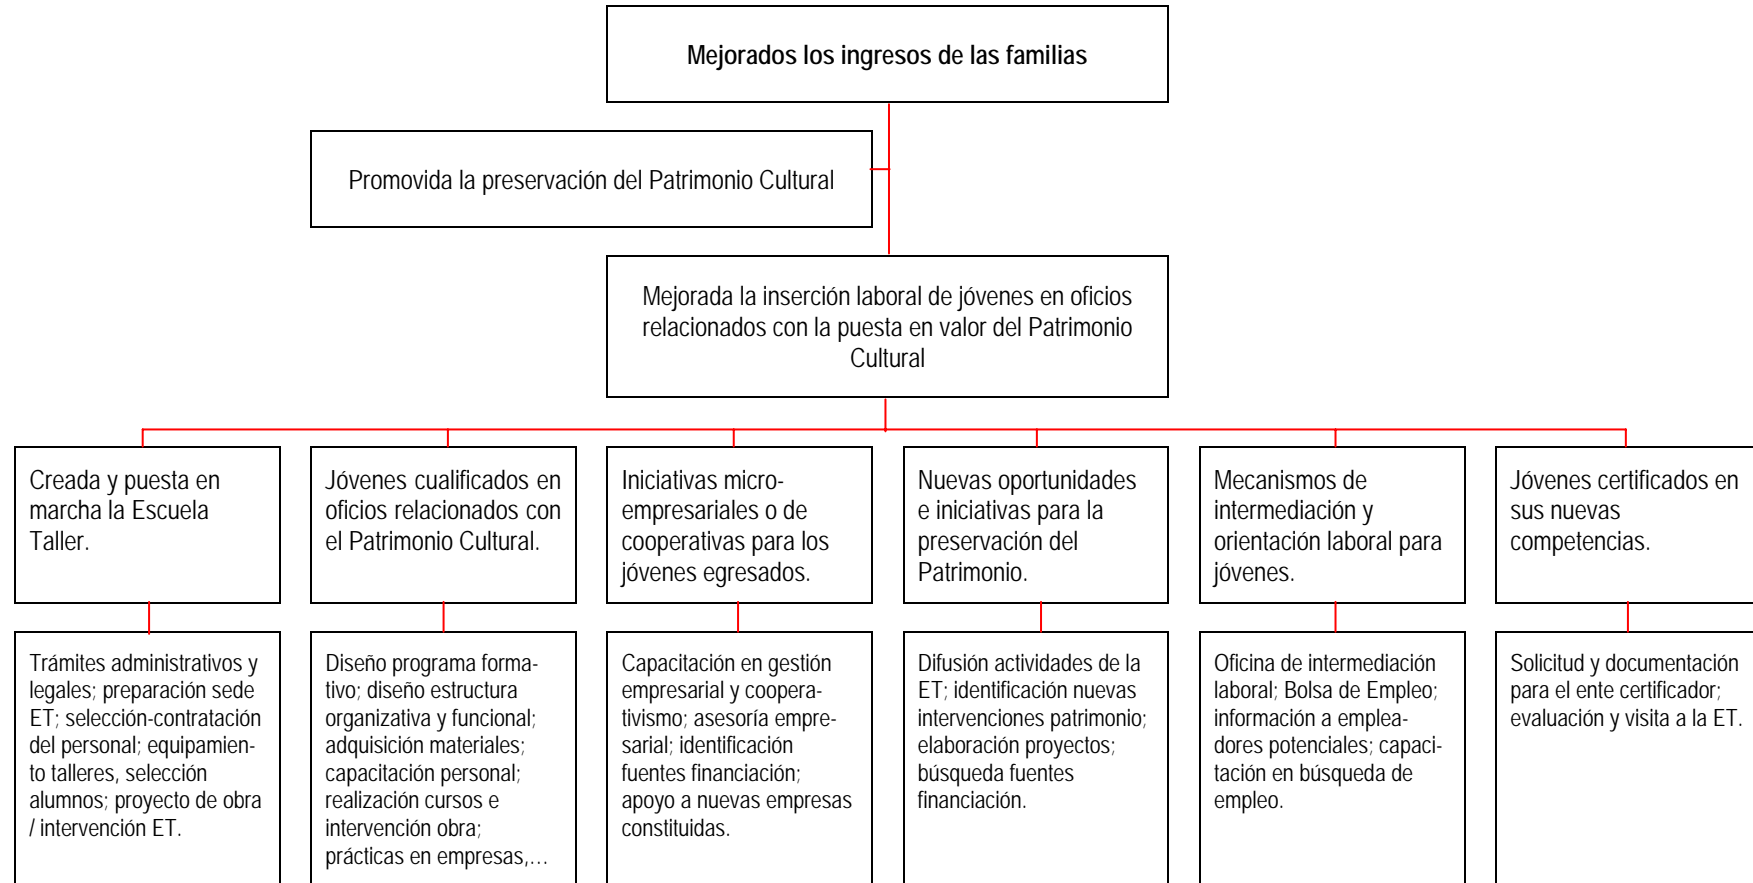 Mejorados los ingresos de las familias
Promovida la preservación del Patrimonio Cultural
Mejorada la inserción laboral de jóvenes en oficios
relacionados con la puesta en valor del Patrimonio
Cultural
Creada y puesta en
marcha la Escuela
Taller.
Jóvenes cualificados en
oficios relacionados con
el Patrimonio Cultural.
Iniciativas micro-
empresariales o de
cooperativas para los
jóvenes egresados.
Nuevas oportunidades
e iniciativas para la
preservación del
Patrimonio.
Mecanismos de
intermediación y
orientación laboral para
jóvenes.
Jóvenes certificados en
sus nuevas
competencias.
Trámites administrativos y
legales; preparación sede
ET; selección-contratación
del personal; equipamien-
to talleres, selección
alumnos; proyecto de obra
/ intervención ET.
Diseño programa forma-
tivo; diseño estructura
organizativa y funcional;
adquisición materiales;
capacitación personal;
realización cursos e
intervención obra;
prácticas en empresas,…
Capacitación en gestión
empresarial y coopera-
tivismo; asesoría empre-
sarial; identificación
fuentes financiación;
apoyo a nuevas empresas
constituidas.
Difusión actividades de la
ET; identificación nuevas
intervenciones patrimonio;
elaboración proyectos;
búsqueda fuentes
financiación.
Oficina de intermediación
laboral; Bolsa de Empleo;
información a emplea-
dores potenciales; capaci-
tación en búsqueda de
empleo.
Solicitud y documentación
para el ente certificador;
evaluación y visita a la ET.